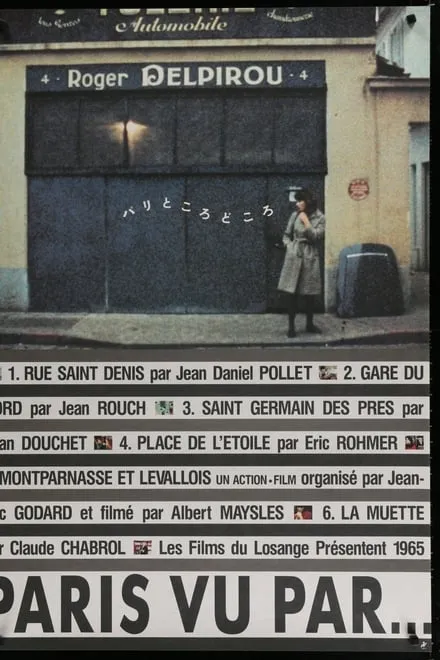 TÔLERIE
Automobile
4 · Roger DELPIROU · 4
パリところどころ
1. RUE SAINT DENIS par Jean Daniel POLLET 2. GARE DU
ORD par Jean ROUCH 3. SAINT GERMAIN DES PRES par
an DOUCHET 4. PLACE DE L'ETOILE par Eric ROHMER
MONTPARNASSE ET LEVALLOIS UN ACTION-FILM organisé par Jean-
c GODARD et filmé par Albert MAYSLES 6. LA MUETTE
r Claude CHABROL Les Films du Losange Présentent 1965
PARIS VU PAR...